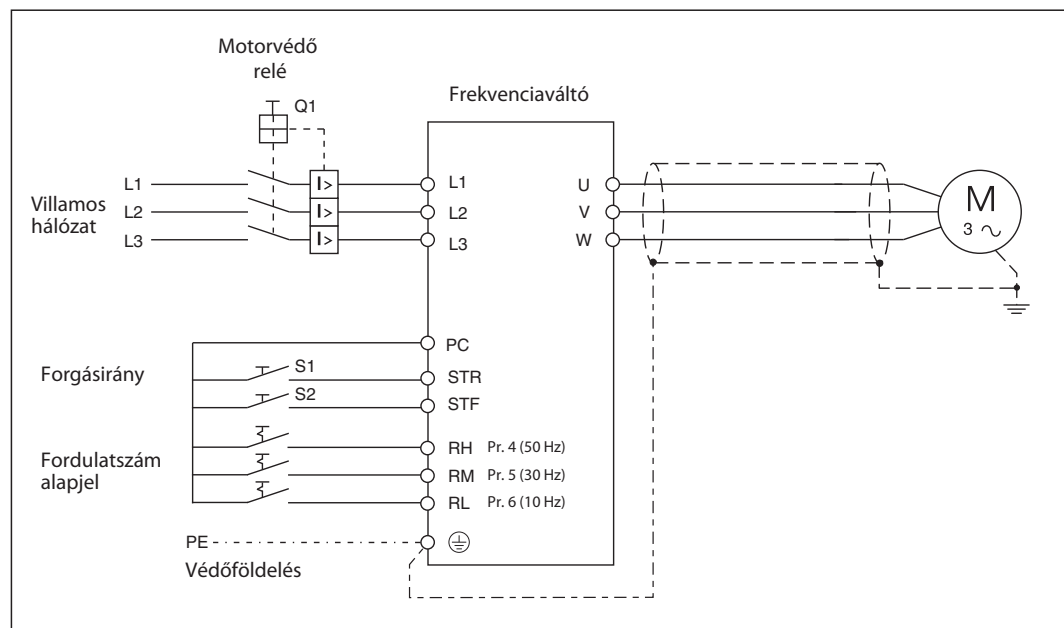 Motorvédő
relé
Q1
Frekvenciaváltó
Villamos
hálózat
L1
L2
L3
I>
I>
I>
L1
L2
L3
U
V
W
M
3 ~
PC
Forgásirány
S1
STR
S2
STF
Fordulatszám
alapjel
RH Pr. 4 (50 Hz)
RM Pr. 5 (30 Hz)
RL Pr. 6 (10 Hz)
PE
Védőföldelés